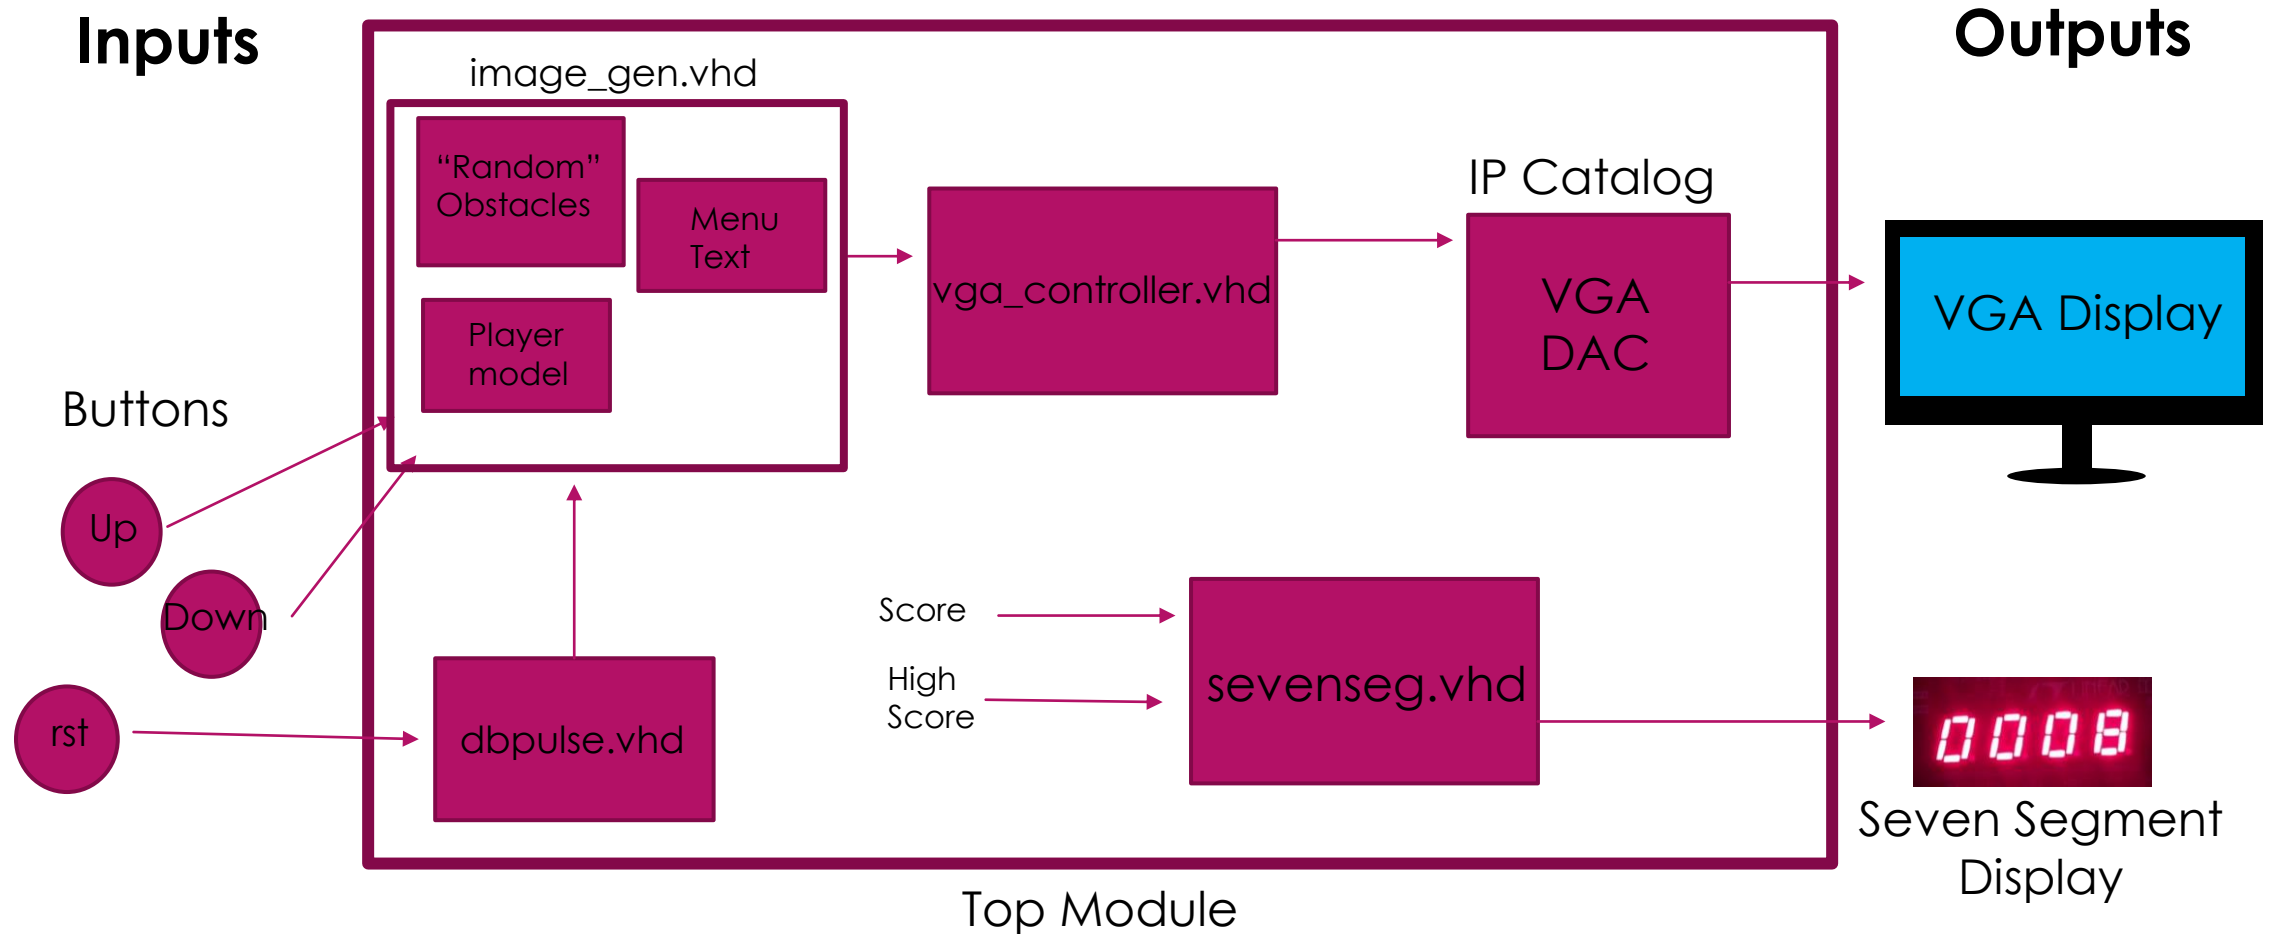 Inputs
Outputs
image_gen.vhd
“Random”
Obstacles
Menu
Text
Player
model
vga_controller.vhd
IP Catalog
VGA
DAC
VGA Display
Buttons
Up
Down
rst
dbpulse.vhd
Score
High
Score
sevenseg.vhd
0008
Seven Segment
Display
Top Module